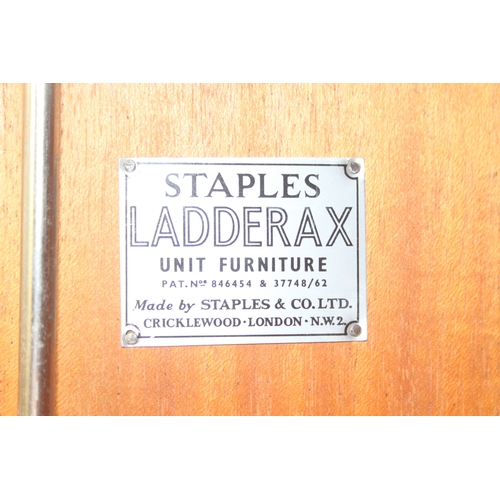 STAPLES
LADDERAX
UNIT FURNITURE
PAT. Nos 846454 & 37748/62
Made by STAPLES & CO. LTD.
CRICKLEWOOD · LONDON · N.W.2.